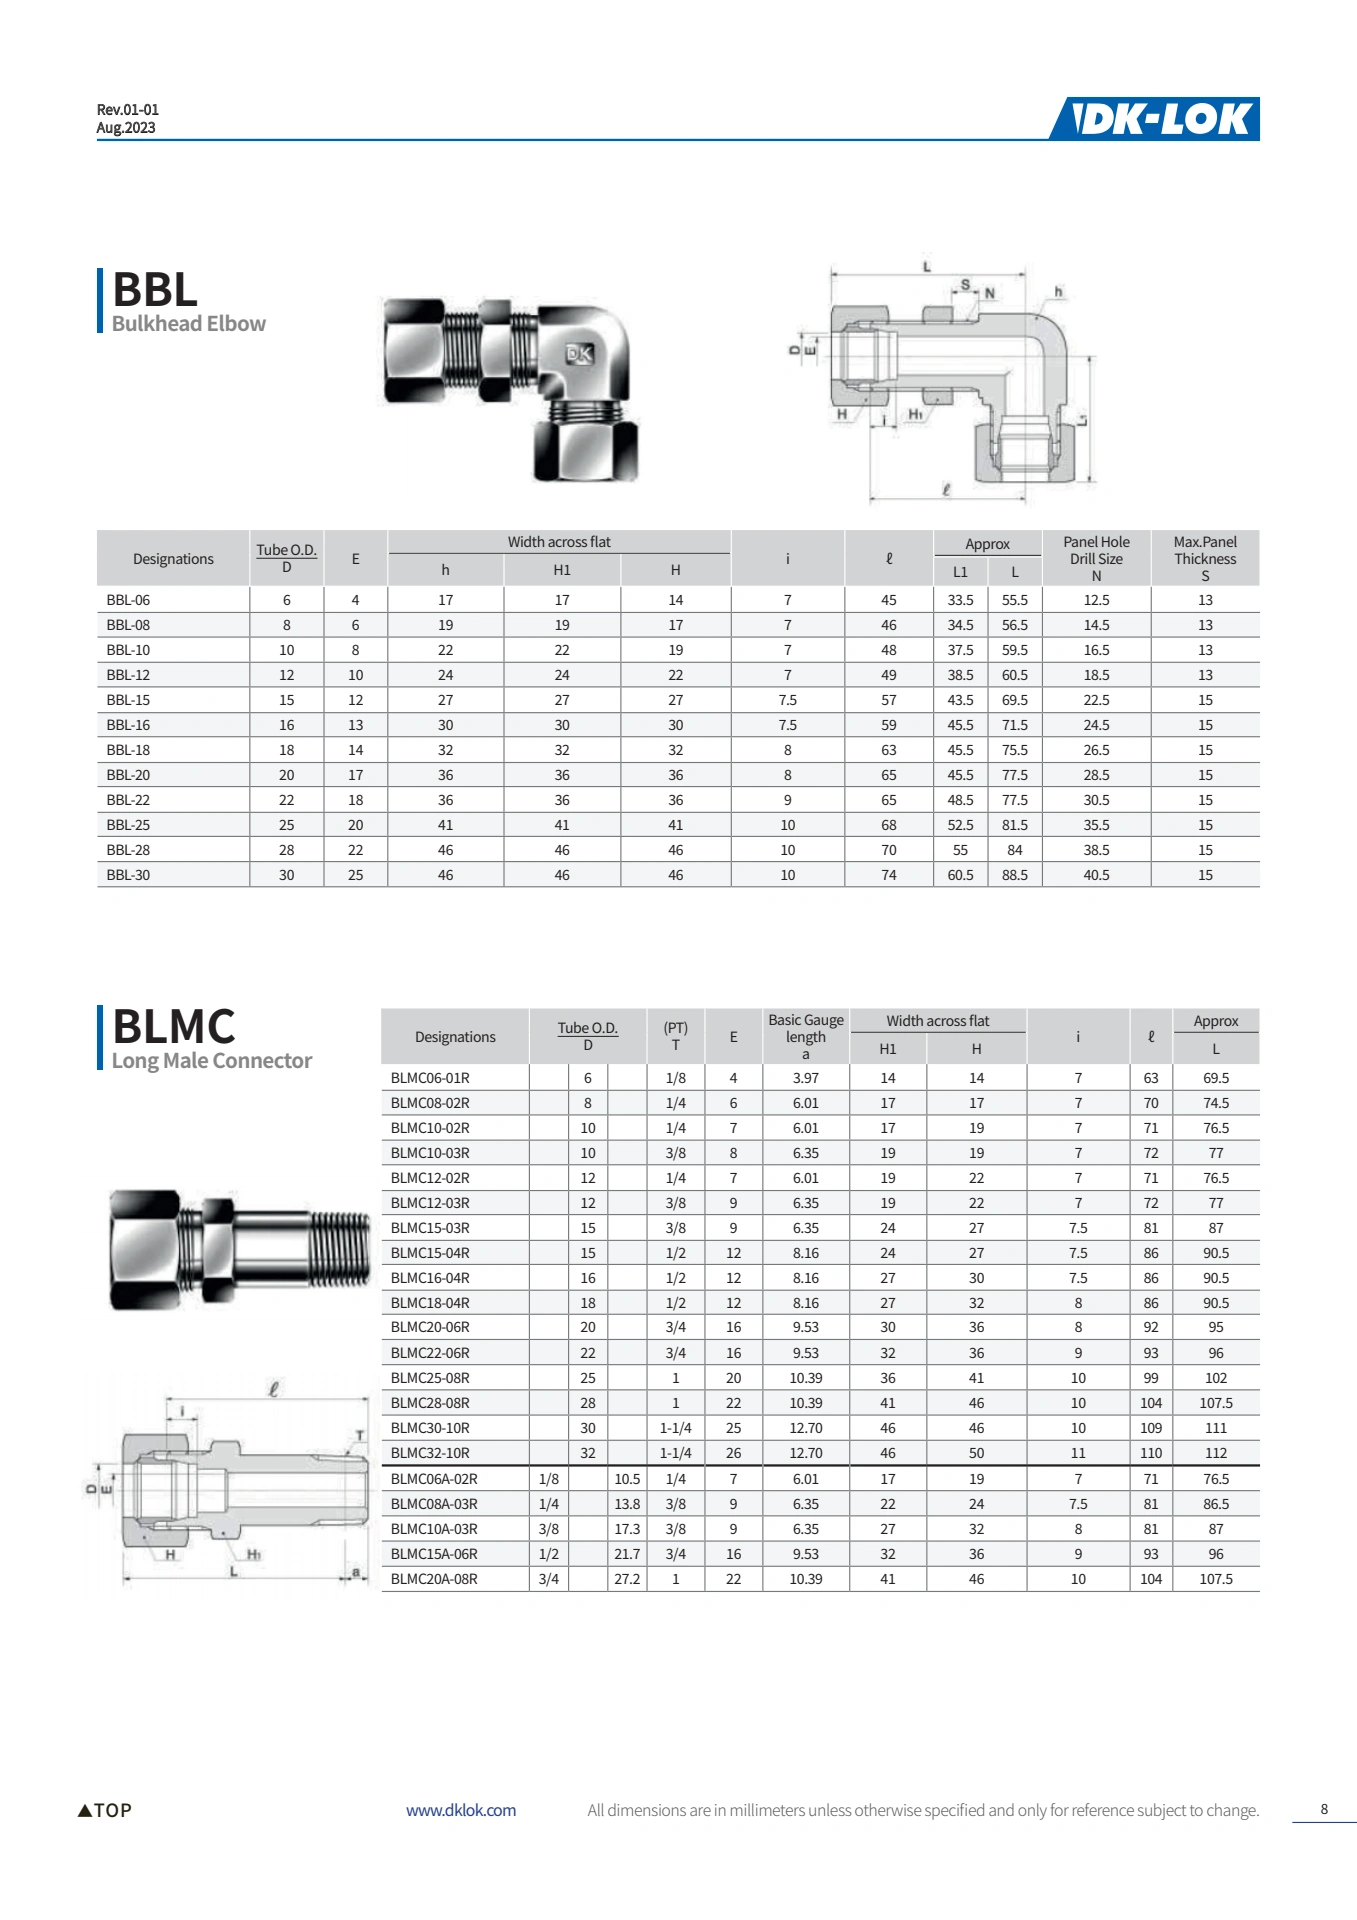 Rev.01-01
Aug.2023
DK-LOK
BBL
Bulkhead Elbow
DK
L
S
N
h
D
E
H
i
H1
L1
ℓ
Designations Tube O.D. D E Width across flat h H1 H i ℓ Approx L1 L Panel Hole Drill Size N Max.Panel Thickness S
BBL-06 6 4 17 17 14 7 45 33.5 55.5 12.5 13
BBL-08 8 6 19 19 17 7 46 34.5 56.5 14.5 13
BBL-10 10 8 22 22 19 7 48 37.5 59.5 16.5 13
BBL-12 12 10 24 24 22 7 49 38.5 60.5 18.5 13
BBL-15 15 12 27 27 27 7.5 57 43.5 69.5 22.5 15
BBL-16 16 13 30 30 30 7.5 59 45.5 71.5 24.5 15
BBL-18 18 14 32 32 32 8 63 45.5 75.5 26.5 15
BBL-20 20 17 36 36 36 8 65 45.5 77.5 28.5 15
BBL-22 22 18 36 36 36 9 65 48.5 77.5 30.5 15
BBL-25 25 20 41 41 41 10 68 52.5 81.5 35.5 15
BBL-28 28 22 46 46 46 10 70 55 84 38.5 15
BBL-30 30 25 46 46 46 10 74 60.5 88.5 40.5 15
BLMC
Long Male Connector
ℓ
i
T
D
E
H
H1
L
a
Designations Tube O.D. D (PT) T E Basic Gauge length a Width across flat H1 H i ℓ Approx L
BLMC06-01R 6 1/8 4 3.97 14 14 7 63 69.5
BLMC08-02R 8 1/4 6 6.01 17 17 7 70 74.5
BLMC10-02R 10 1/4 7 6.01 17 19 7 71 76.5
BLMC10-03R 10 3/8 8 6.35 19 19 7 72 77
BLMC12-02R 12 1/4 7 6.01 19 22 7 71 76.5
BLMC12-03R 12 3/8 9 6.35 19 22 7 72 77
BLMC15-03R 15 3/8 9 6.35 24 27 7.5 81 87
BLMC15-04R 15 1/2 12 8.16 24 27 7.5 86 90.5
BLMC16-04R 16 1/2 12 8.16 27 30 7.5 86 90.5
BLMC18-04R 18 1/2 12 8.16 27 32 8 86 90.5
BLMC20-06R 20 3/4 16 9.53 30 36 8 92 95
BLMC22-06R 22 3/4 16 9.53 32 36 9 93 96
BLMC25-08R 25 1 20 10.39 36 41 10 99 102
BLMC28-08R 28 1 22 10.39 41 46 10 104 107.5
BLMC30-10R 30 1-1/4 25 12.70 46 46 10 109 111
BLMC32-10R 32 1-1/4 26 12.70 46 50 11 110 112
BLMC06A-02R 1/8 10.5 1/4 7 6.01 17 19 7 71 76.5
BLMC08A-03R 1/4 13.8 3/8 9 6.35 22 24 7.5 81 86.5
BLMC10A-03R 3/8 17.3 3/8 9 6.35 27 32 8 81 87
BLMC15A-06R 1/2 21.7 3/4 16 9.53 32 36 9 93 96
BLMC20A-08R 3/4 27.2 1 22 10.39 41 46 10 104 107.5
▲TOP
www.dklok.com
All dimensions are in millimeters unless otherwise specified and only for reference subject to change.
8